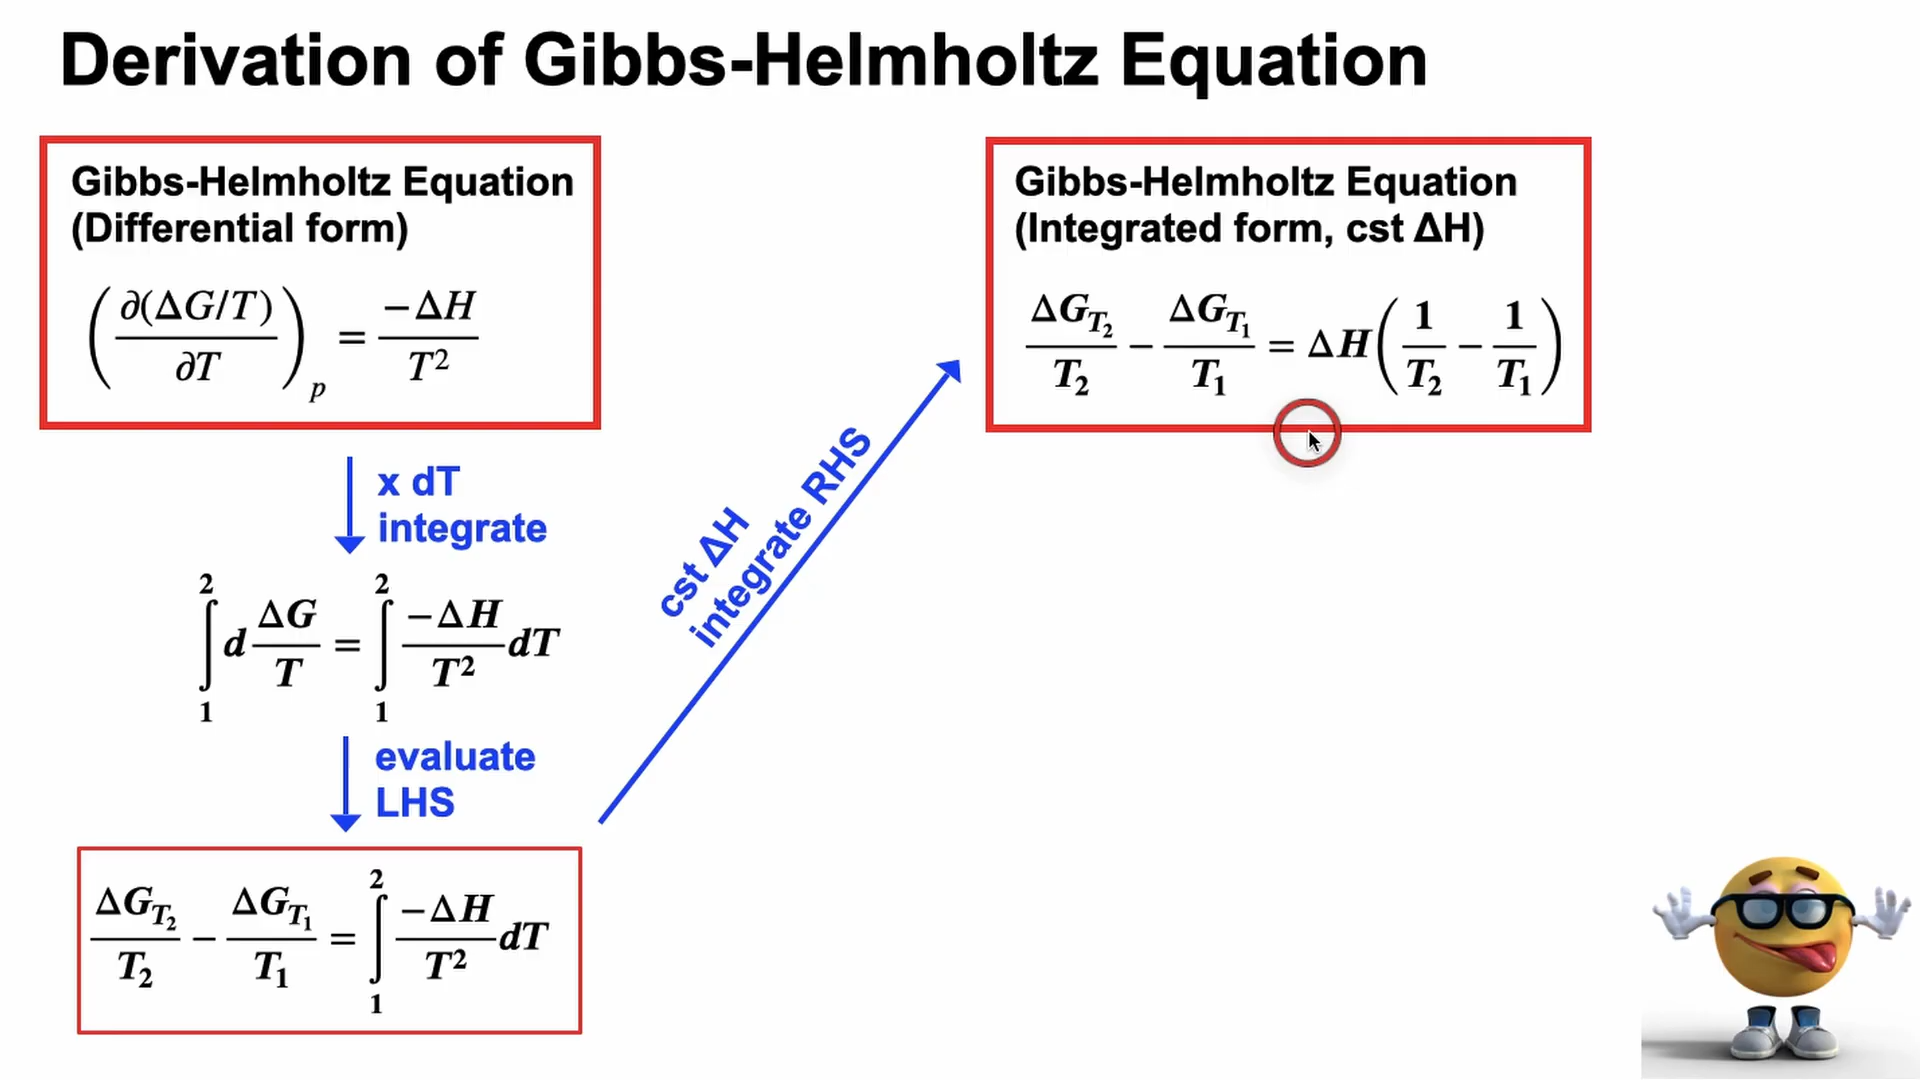 Derivation of Gibbs-Helmholtz Equation
Gibbs-Helmholtz Equation
(Differential form)
(∂(ΔG/T)/∂T)ₚ = −ΔH/T²
x dT
integrate
∫₁² d ΔG/T = ∫₁² −ΔH/T² dT
evaluate
LHS
ΔG_T₂/T₂ − ΔG_T₁/T₁ = ∫₁² −ΔH/T² dT
cst ΔH
integrate RHS
Gibbs-Helmholtz Equation
(Integrated form, cst ΔH)
ΔG_T₂/T₂ − ΔG_T₁/T₁ = ΔH(1/T₂ − 1/T₁)